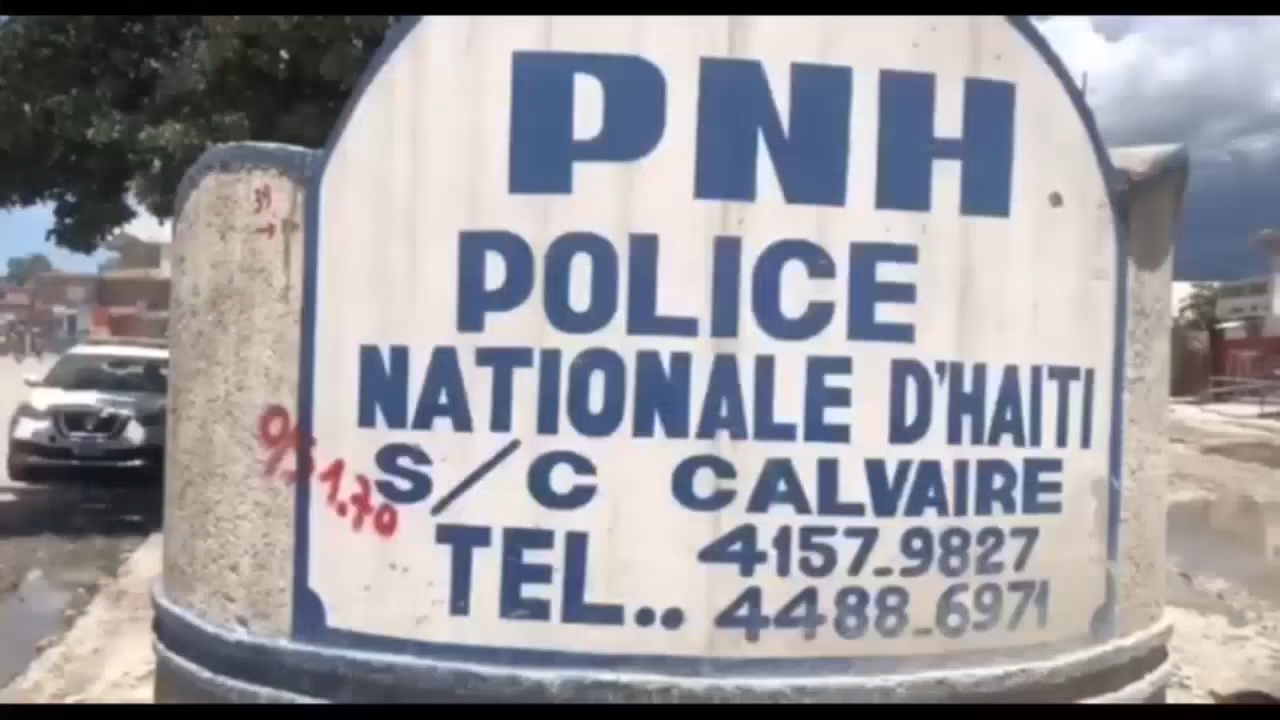 PNH
POLICE
NATIONALE D'HAITI
S/C CALVAIRE
TEL.. 4157-9827
4488-6971